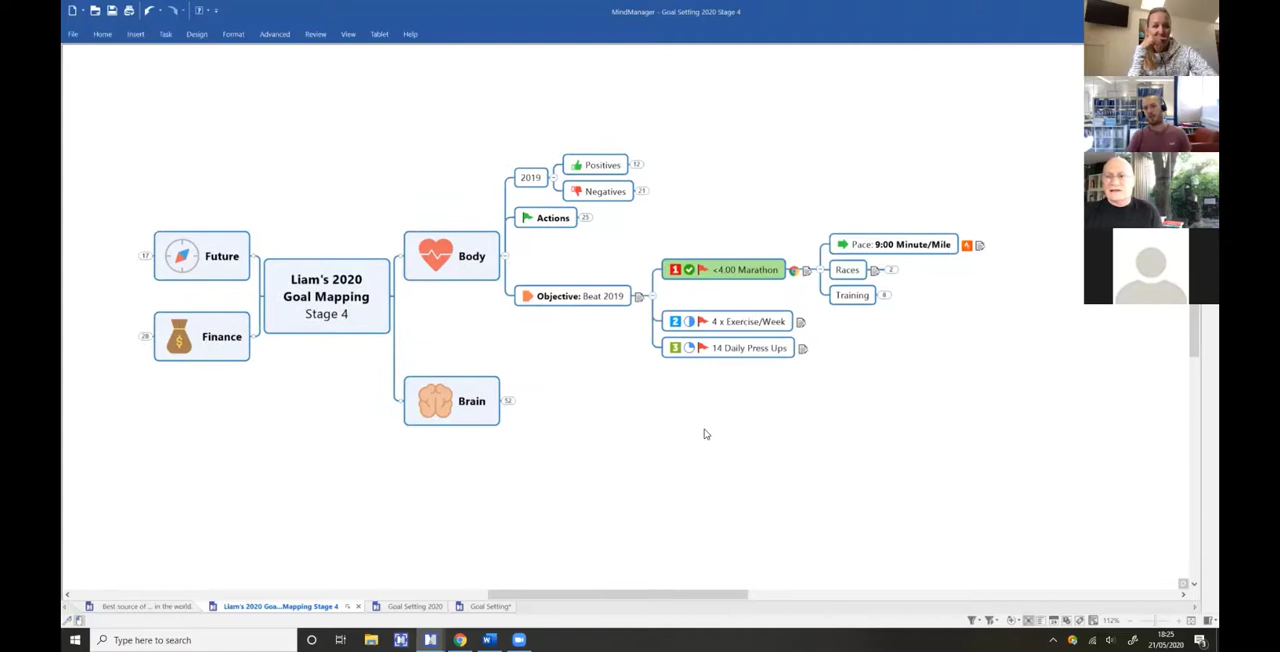 MindManager - Goal Setting 2020 Stage 4
File Home Insert Task Design Format Advanced Review View Tablet Help
Positives 12
2019
Negatives 21
Actions 25
Pace: 9:00 Minute/Mile
17 Future
Body
1 <4:00 Marathon
Races 2
Liam's 2020
Goal Mapping
Stage 4
Objective: Beat 2019
Training 8
2 4 x Exercise/Week
28 Finance
3 14 Daily Press Ups
Brain 52
Best source of ... in the world.
Liam's 2020 Goa...Mapping Stage 4
Goal Setting 2020
Goal Setting*
112%
Type here to search
18:25
21/05/2020